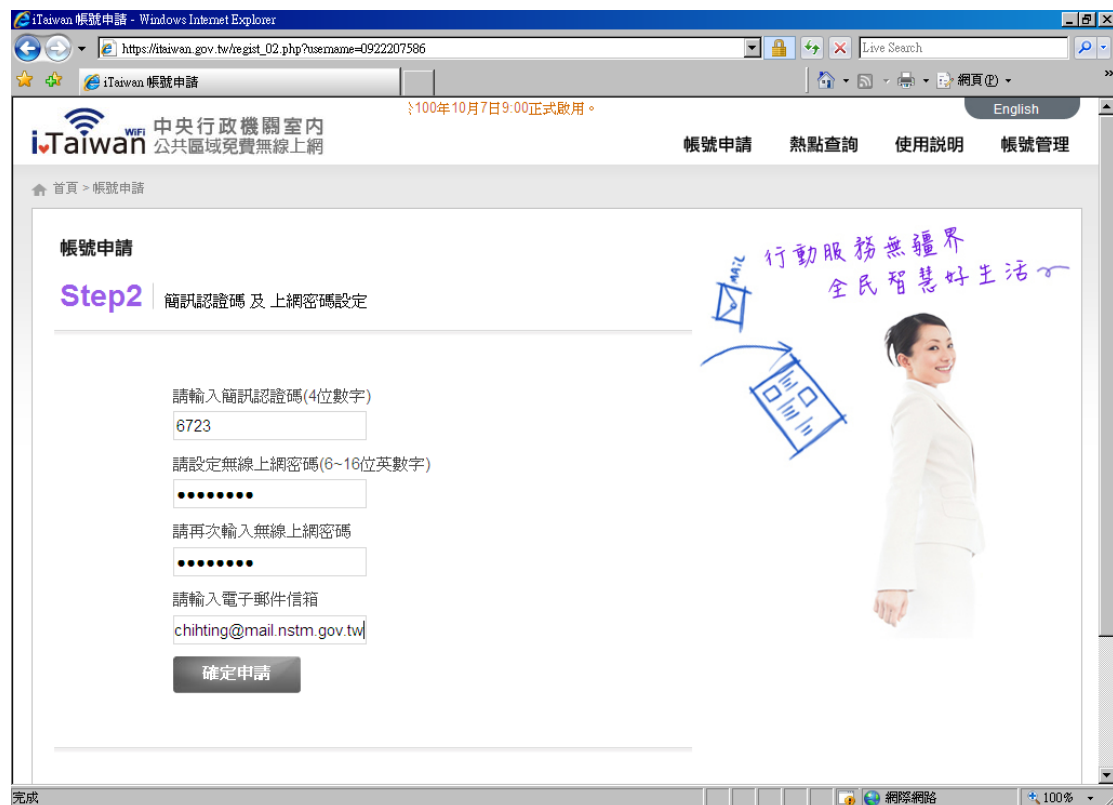 iTaiwan 帳號申請 - Windows Internet Explorer
https://itaiwan.gov.tw/regist_02.php?username=0922207586
Live Search
iTaiwan 帳號申請
網頁(P)
100年10月7日9:00正式啟用。
English
i Taiwan WiFi
中央行政機關室內
公共區域免費無線上網
帳號申請 熱點查詢 使用說明 帳號管理
首頁 > 帳號申請
帳號申請
Step2 簡訊認證碼 及 上網密碼設定
MAIL
行動服務無疆界
全民智慧好生活~
請輸入簡訊認證碼(4位數字)
6723
請設定無線上網密碼(6~16位英數字)
••••••••
請再次輸入無線上網密碼
••••••••
請輸入電子郵件信箱
chihting@mail.nstm.gov.tw
確定申請
完成
網際網路
100%